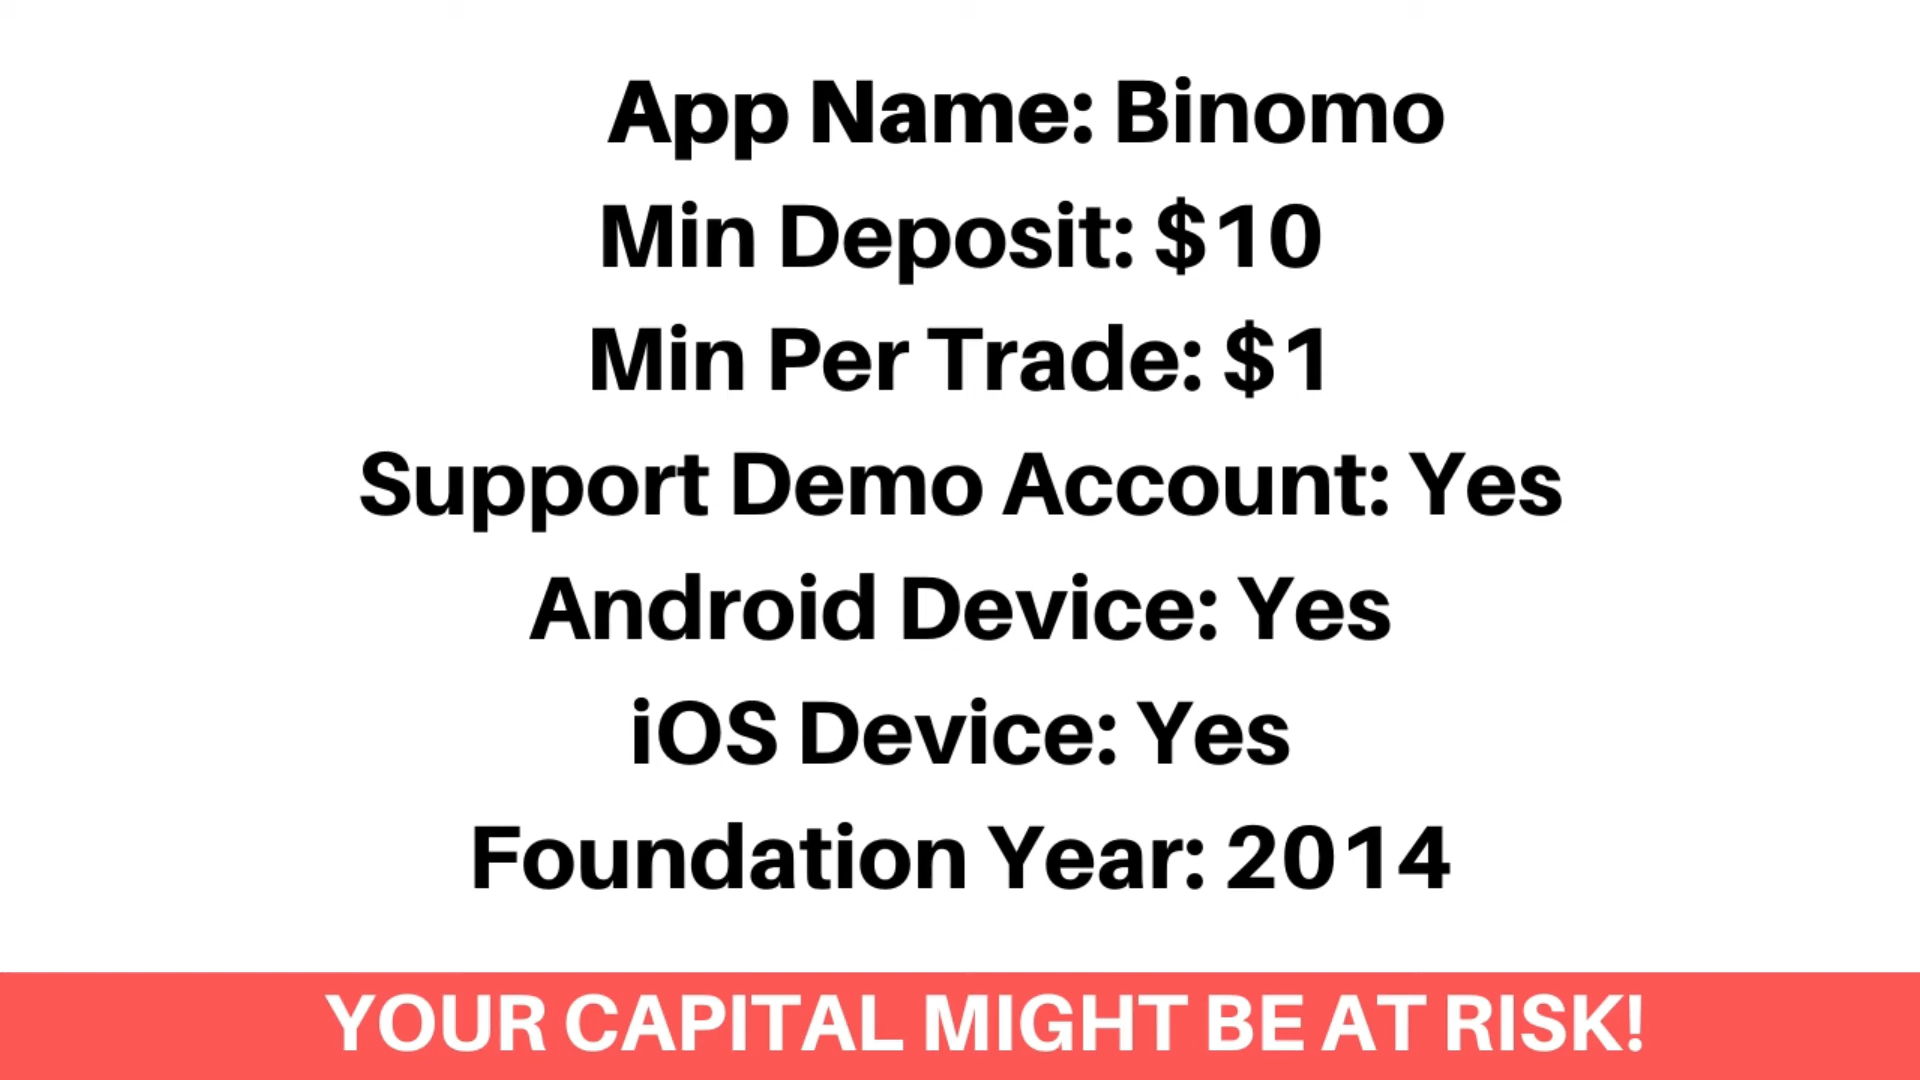 App Name: Binomo
Min Deposit: $10
Min Per Trade: $1
Support Demo Account: Yes
Android Device: Yes
iOS Device: Yes
Foundation Year: 2014
YOUR CAPITAL MIGHT BE AT RISK!